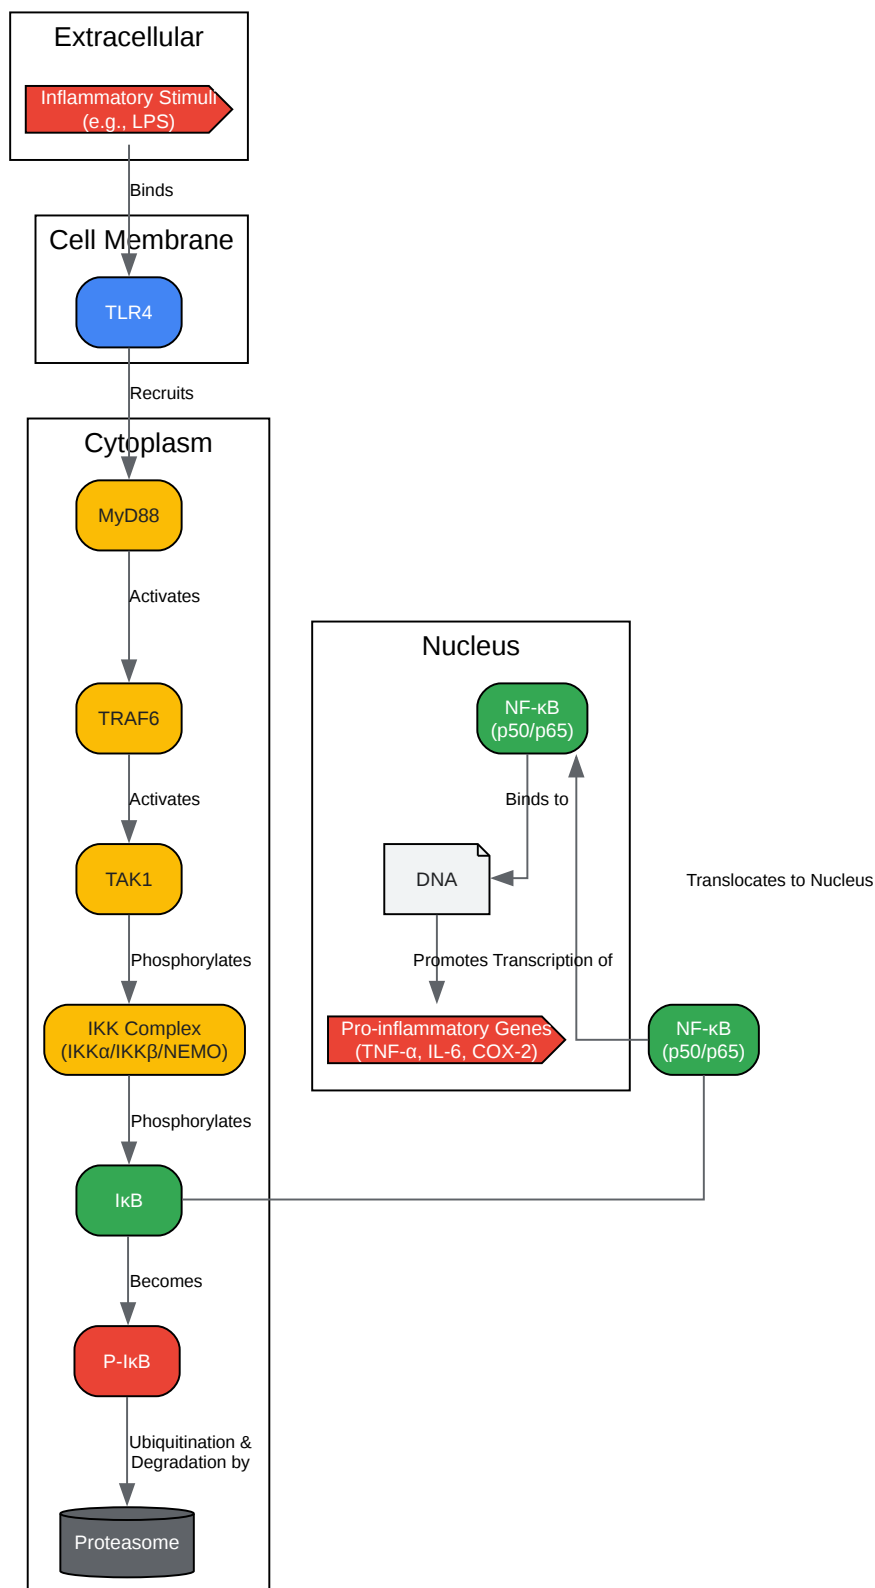 Extracellular
Inflammatory Stimuli
(e.g., LPS)
Binds
Cell Membrane
TLR4
Recruits
Cytoplasm
MyD88
Activates
TRAF6
Activates
TAK1
Phosphorylates
IKK Complex
(IKKα/IKKβ/NEMO)
Phosphorylates
IκB
Becomes
P-IκB
Ubiquitination &
Degradation by
Proteasome
Nucleus
NF-κB
(p50/p65)
Binds to
DNA
Promotes Transcription of
Pro-inflammatory Genes
(TNF-α, IL-6, COX-2)
Translocates to Nucleus
NF-κB
(p50/p65)